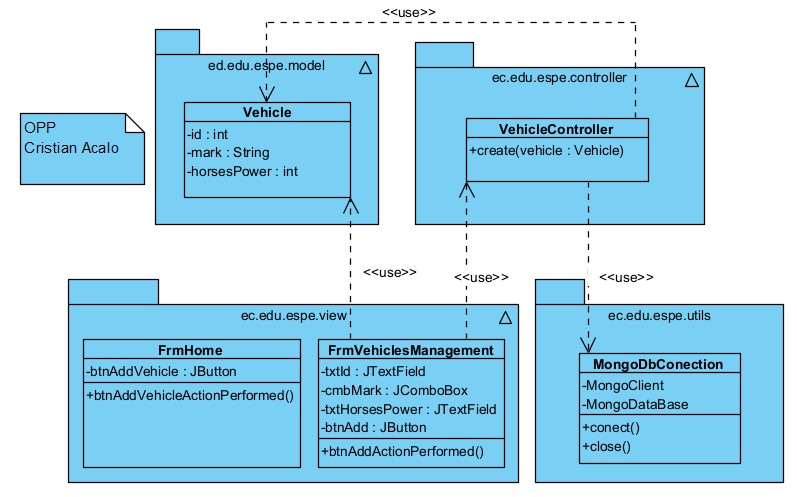 <<use>>
ed.edu.espe.model
Vehicle
-id : int
-mark : String
-horsesPower : int
ec.edu.espe.controller
VehicleController
+create(vehicle : Vehicle)
OPP
Cristian Acalo
<<use>>
<<use>>
<<use>>
ec.edu.espe.view
FrmHome
-btnAddVehicle : JButton
+btnAddVehicleActionPerformed()
FrmVehiclesManagement
-txtId : JTextField
-cmbMark : JComboBox
-txtHorsesPower : JTextField
-btnAdd : JButton
+btnAddActionPerformed()
ec.edu.espe.utils
MongoDbConection
-MongoClient
-MongoDataBase
+conect()
+close()